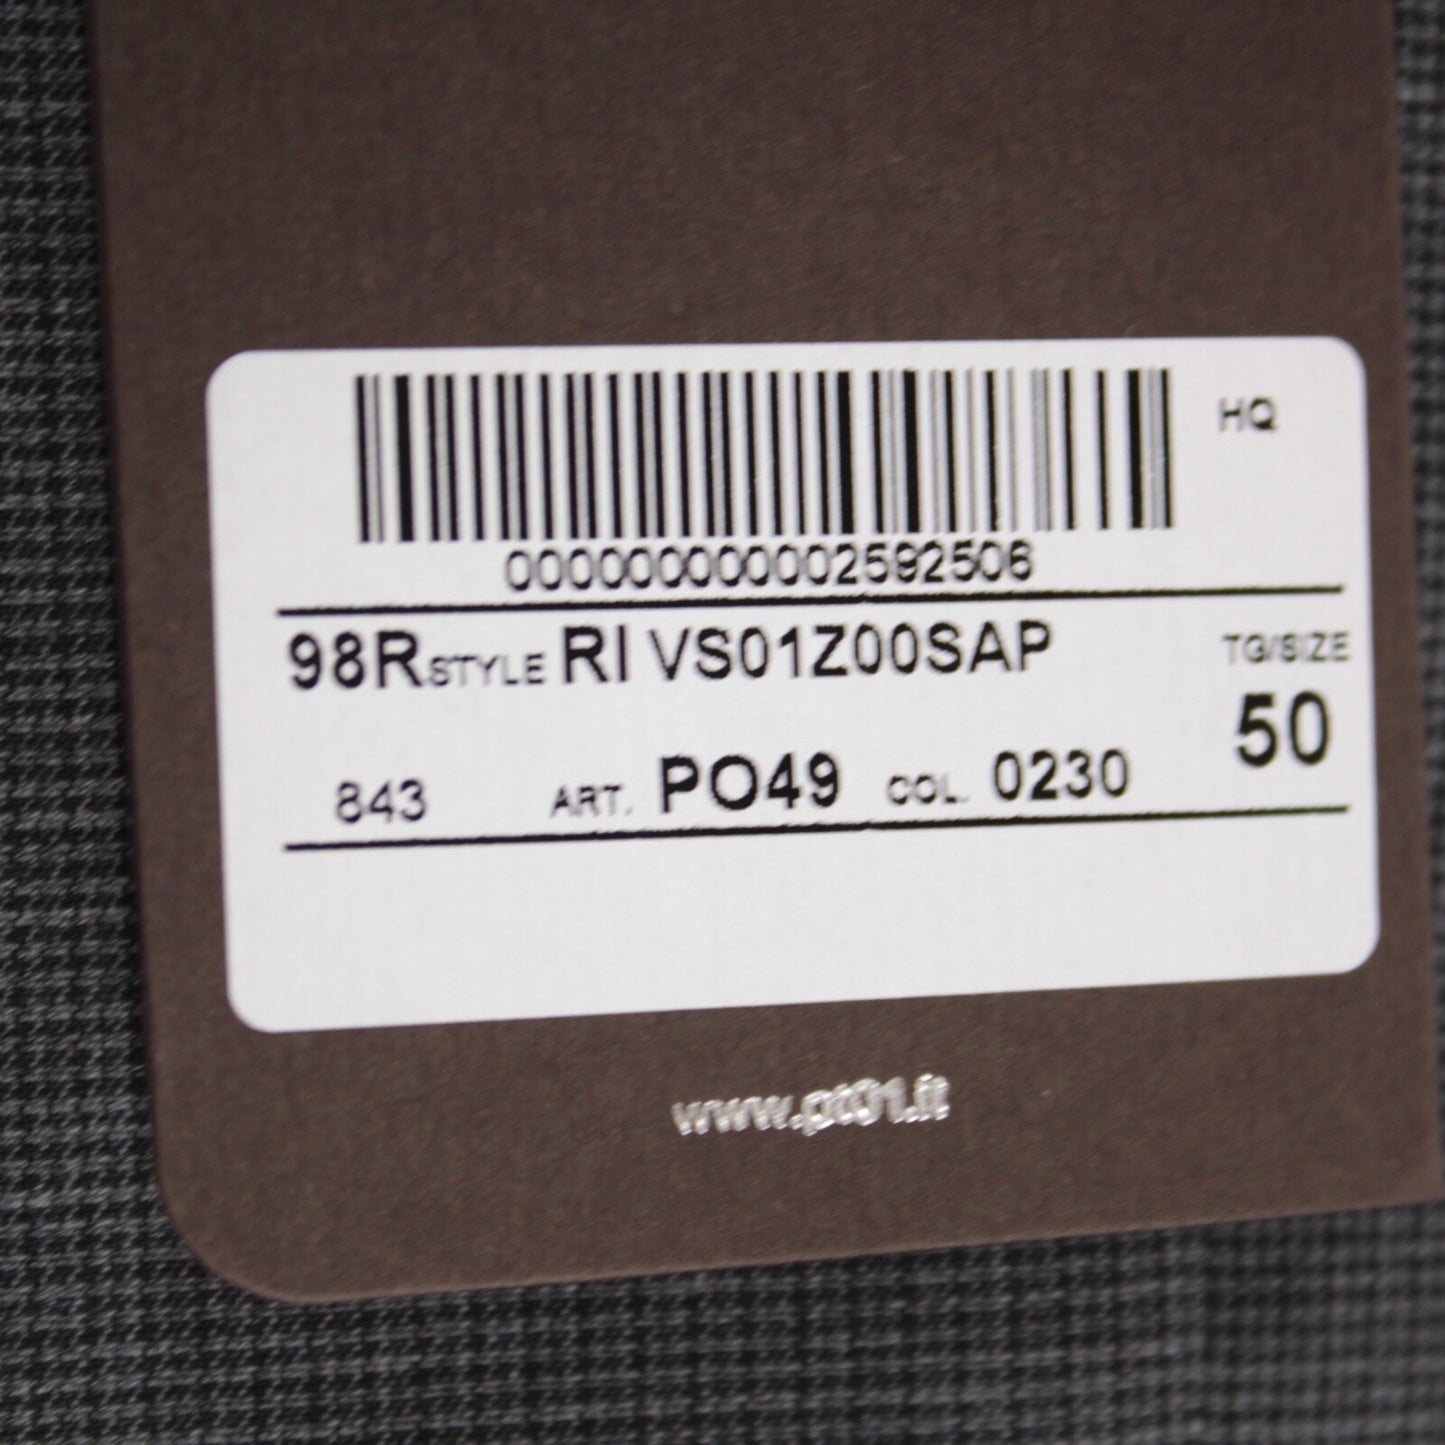 HQ
0000000000002592506
98R STYLE RI VS01Z00SAP TG/SIZE
50
843 ART. PO49 COL. 0230
www.pt01.it